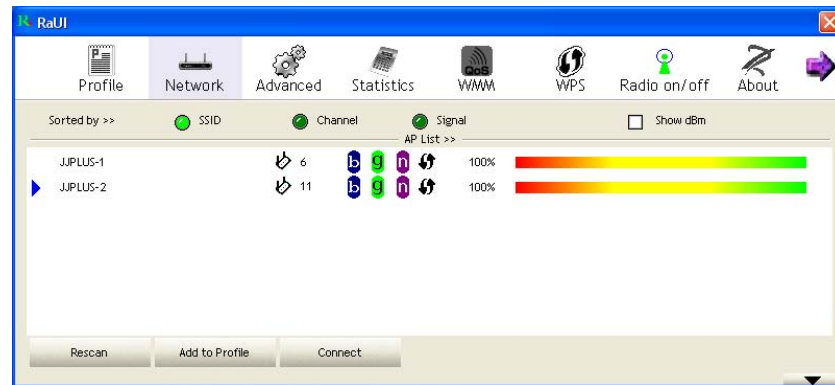 R RaUI
Profile Network Advanced Statistics QoS WMM WPS Radio on/off About
Sorted by >> SSID Channel Signal Show dBm
AP List >>
JJPLUS-1 6 b g n 100%
JJPLUS-2 11 b g n 100%
Rescan Add to Profile Connect